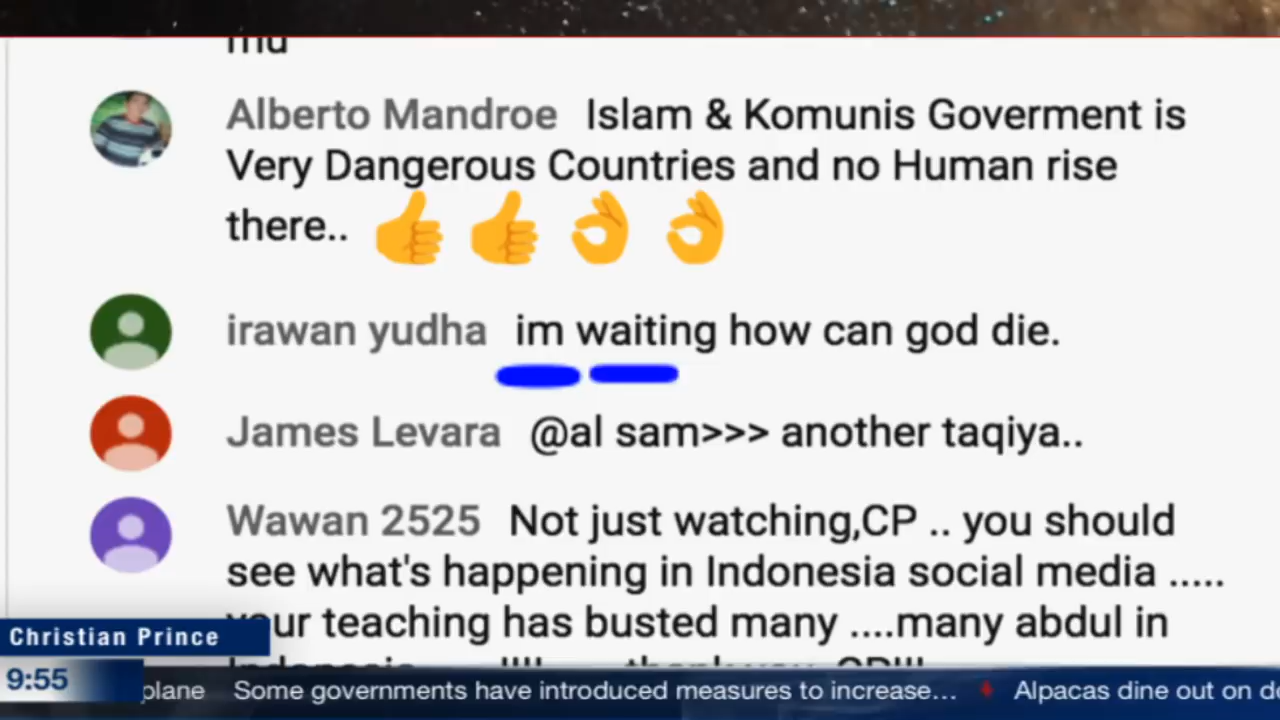 mu
Alberto Mandroe Islam & Komunis Goverment is
Very Dangerous Countries and no Human rise
there.. 👍 👍 👌 👌
irawan yudha im waiting how can god die.
James Levara @al sam>>> another taqiya..
Wawan 2525 Not just watching,CP .. you should
see what's happening in Indonesia social media .....
your teaching has busted many ....many abdul in
Christian Prince
9:55
plane Some governments have introduced measures to increase... Alpacas dine out on